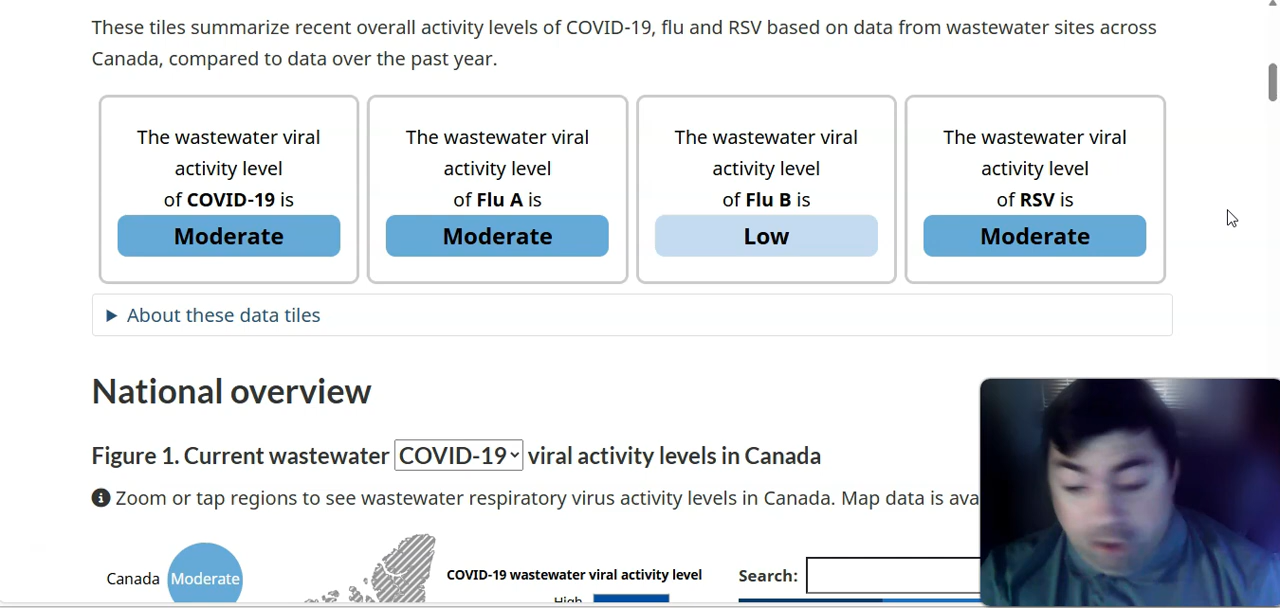 These tiles summarize recent overall activity levels of COVID-19, flu and RSV based on data from wastewater sites across
Canada, compared to data over the past year.
The wastewater viral
activity level
of COVID-19 is
Moderate
The wastewater viral
activity level
of Flu A is
Moderate
The wastewater viral
activity level
of Flu B is
Low
The wastewater viral
activity level
of RSV is
Moderate
About these data tiles
National overview
Figure 1. Current wastewater COVID-19 viral activity levels in Canada
Zoom or tap regions to see wastewater respiratory virus activity levels in Canada. Map data is ava
Canada Moderate
COVID-19 wastewater viral activity level
High
Search: